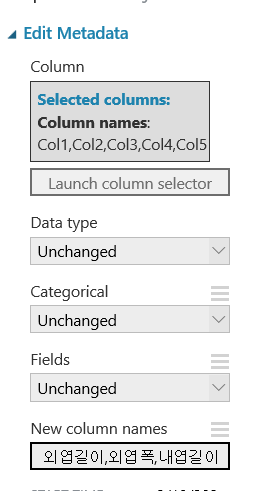 Edit Metadata
Column
Selected columns:
Column names:
Col1,Col2,Col3,Col4,Col5
Launch column selector
Data type
Unchanged
Categorical
Unchanged
Fields
Unchanged
New column names
외엽길이,외엽폭,내엽길이